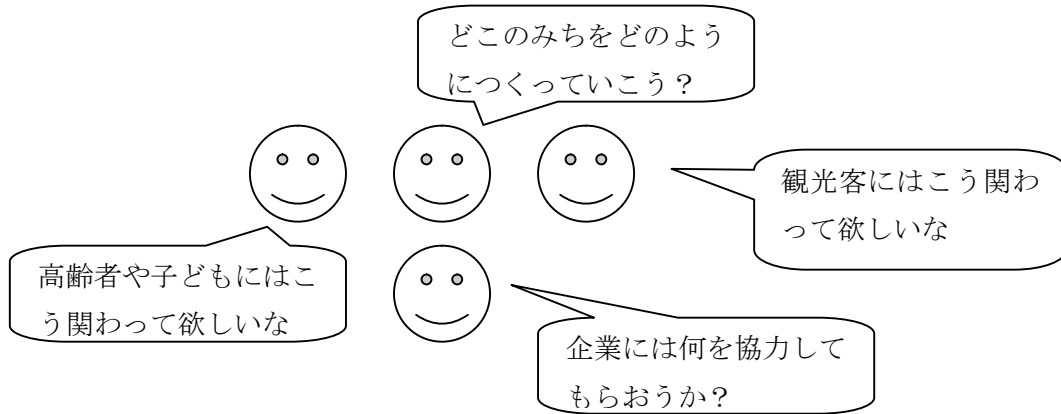 どこのみちをどのよう
につくっていこう？
観光客にはこう関わ
って欲しいな
高齢者や子どもにはこ
う関わって欲しいな
企業には何を協力して
もらおうか？